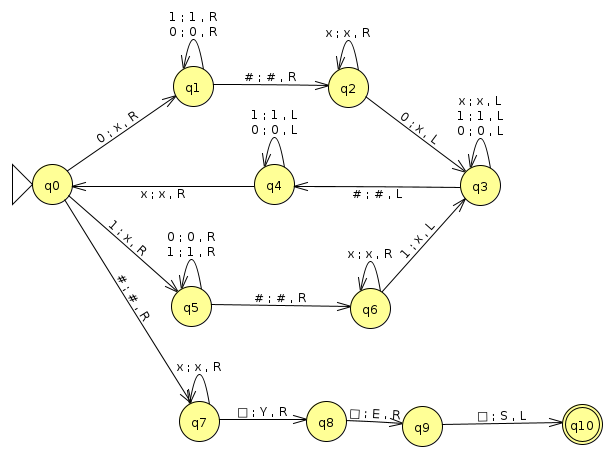 1 ; 1 , R
0 ; 0 , R
x ; x , R
q1
# ; # , R
q2
0 ; x , R
1 ; 1 , L
0 ; 0 , L
0 ; x , L
x ; x , L
1 ; 1 , L
0 ; 0 , L
q0
x ; x , R
q4
# ; # , L
q3
1 ; x , R
0 ; 0 , R
1 ; 1 , R
x ; x , R
1 ; x , L
# ; # , R
q5
# ; # , R
q6
x ; x , R
q7
□ ; Y , R
q8
□ ; E , R
q9
□ ; S , L
q10